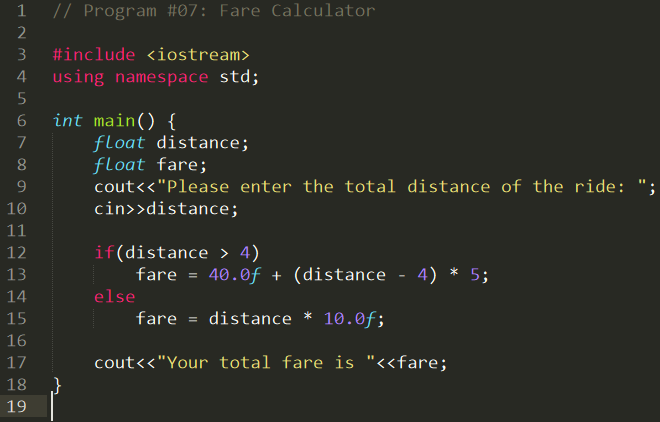 1 // Program #07: Fare Calculator
2
3 #include <iostream>
4 using namespace std;
5
6 int main() {
7 float distance;
8 float fare;
9 cout<<"Please enter the total distance of the ride: ";
10 cin>>distance;
11
12 if(distance > 4)
13 fare = 40.0f + (distance - 4) * 5;
14 else
15 fare = distance * 10.0f;
16
17 cout<<"Your total fare is "<<fare;
18 }
19